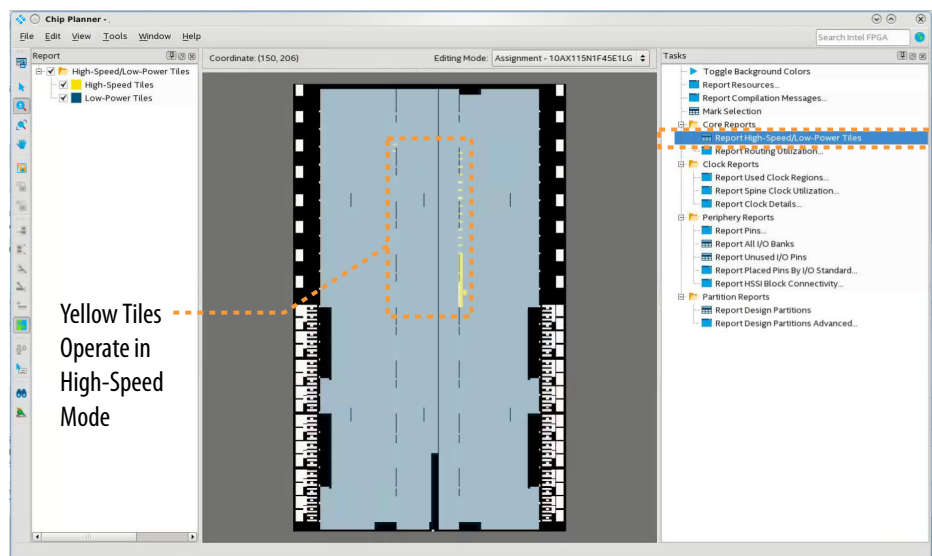 Chip Planner - .
File Edit View Tools Window Help
Search Intel FPGA
Report
High-Speed/Low-Power Tiles
High-Speed Tiles
Low-Power Tiles
Coordinate: (150, 206)
Editing Mode: Assignment - 10AX115N1F45E1LG
Tasks
Toggle Background Colors
Report Resources...
Report Compilation Messages...
Mark Selection
Core Reports
Report High-Speed/Low-Power Tiles
Report Routing Utilization...
Clock Reports
Report Used Clock Regions...
Report Spine Clock Utilization...
Report Clock Details...
Periphery Reports
Report Pins...
Report All I/O Banks
Report Unused I/O Pins
Report Placed Pins By I/O Standard...
Report HSSI Block Connectivity...
Partition Reports
Report Design Partitions
Report Design Partitions Advanced...
Yellow Tiles
Operate in
High-Speed
Mode